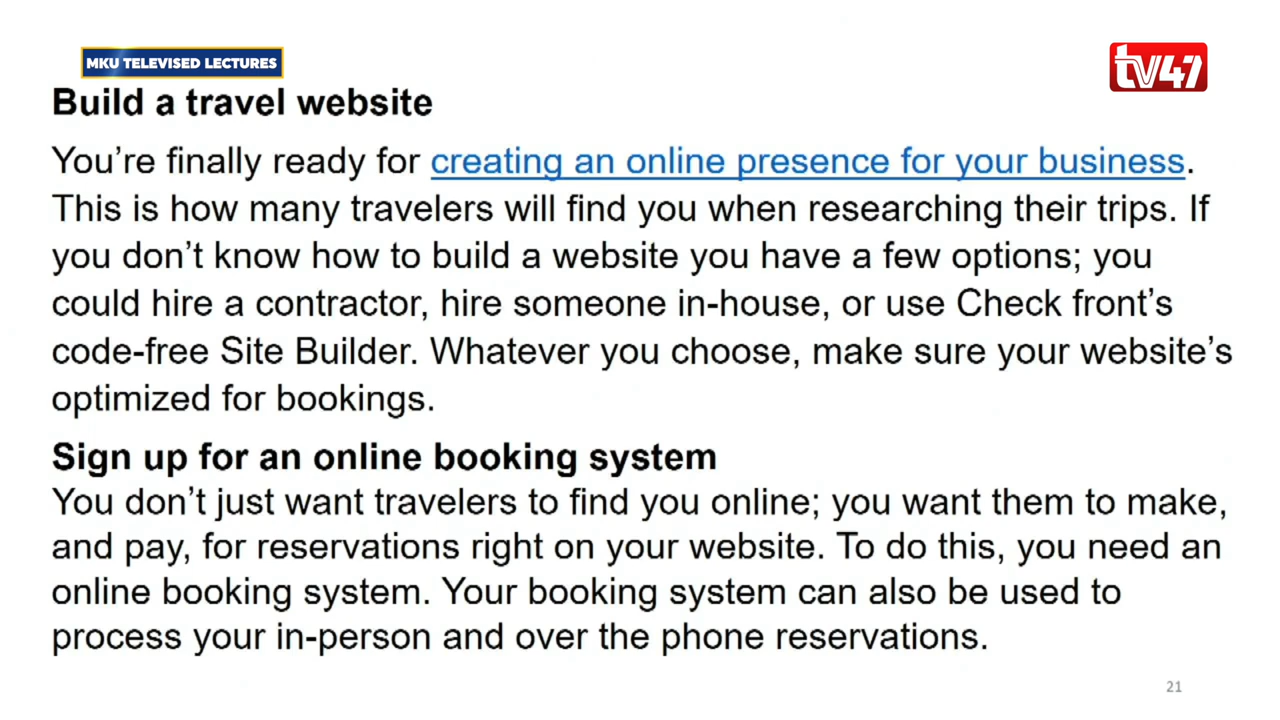 MKU TELEVISED LECTURES
tv47
Build a travel website
You’re finally ready for creating an online presence for your business.
This is how many travelers will find you when researching their trips. If
you don’t know how to build a website you have a few options; you
could hire a contractor, hire someone in-house, or use Check front’s
code-free Site Builder. Whatever you choose, make sure your website’s
optimized for bookings.
Sign up for an online booking system
You don’t just want travelers to find you online; you want them to make,
and pay, for reservations right on your website. To do this, you need an
online booking system. Your booking system can also be used to
process your in-person and over the phone reservations.
21